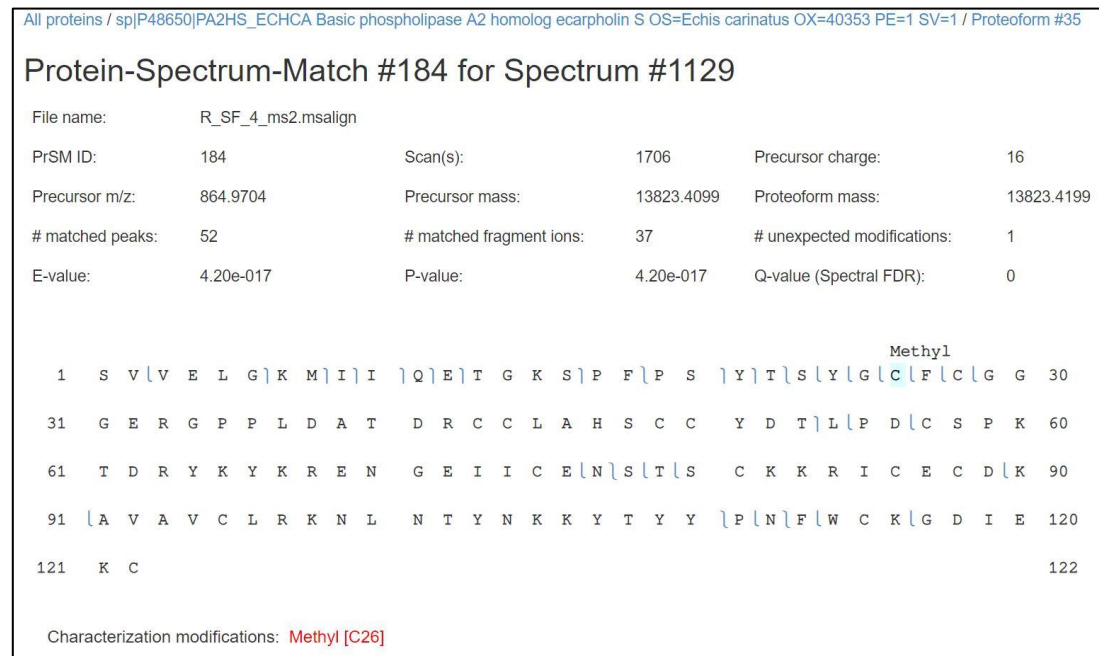 All proteins / sp|P48650|PA2HS_ECHCA Basic phospholipase A2 homolog ecarpholin S OS=Echis carinatus OX=40353 PE=1 SV=1 / Proteoform #35
Protein-Spectrum-Match #184 for Spectrum #1129
File name: R_SF_4_ms2.msalign
PrSM ID: 184 Scan(s): 1706 Precursor charge: 16
Precursor m/z: 864.9704 Precursor mass: 13823.4099 Proteoform mass: 13823.4199
# matched peaks: 52 # matched fragment ions: 37 # unexpected modifications: 1
E-value: 4.20e-017 P-value: 4.20e-017 Q-value (Spectral FDR): 0
Methyl
1 S V V E L G K M I I Q E T G K S P F P S Y T S Y G C F C G G 30
31 G E R G P P L D A T D R C C L A H S C C Y D T L P D C S P K 60
61 T D R Y K Y K R E N G E I I C E N S T S C K K R I C E C D K 90
91 A V A V C L R K N L N T Y N K K Y T Y Y P N F W C K G D I E 120
121 K C 122
Characterization modifications: Methyl [C26]